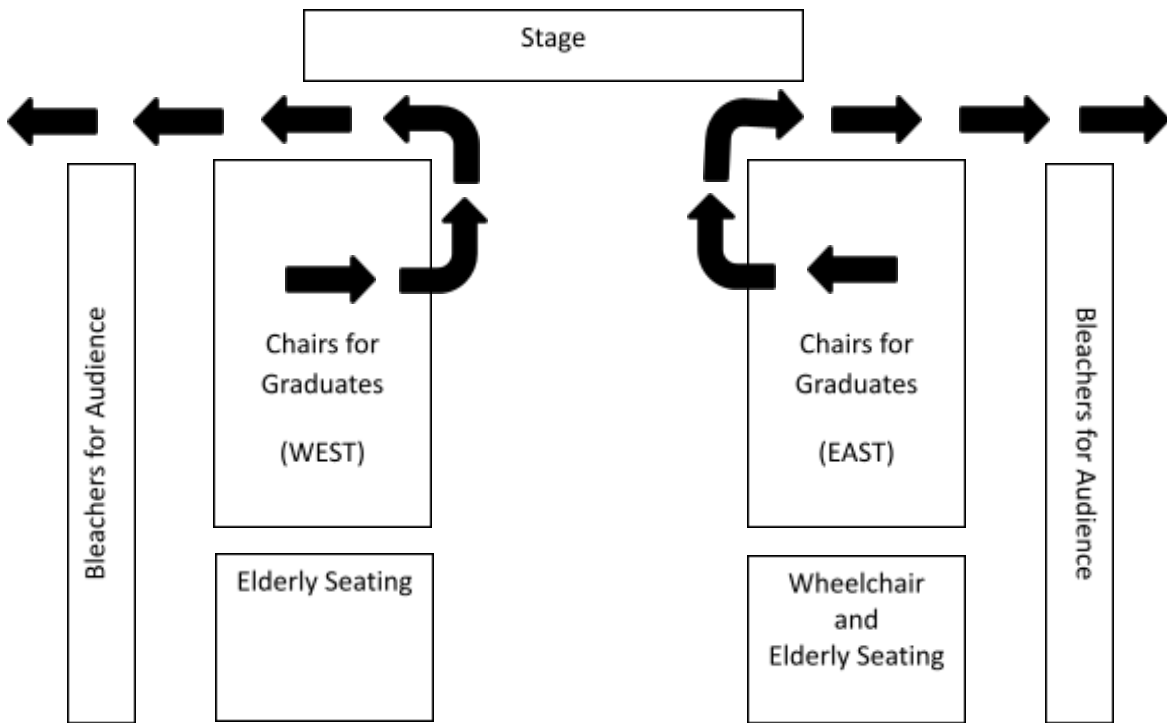 Stage
Bleachers for Audience
Chairs for
Graduates
(WEST)
Chairs for
Graduates
(EAST)
Bleachers for Audience
Elderly Seating
Wheelchair
and
Elderly Seating